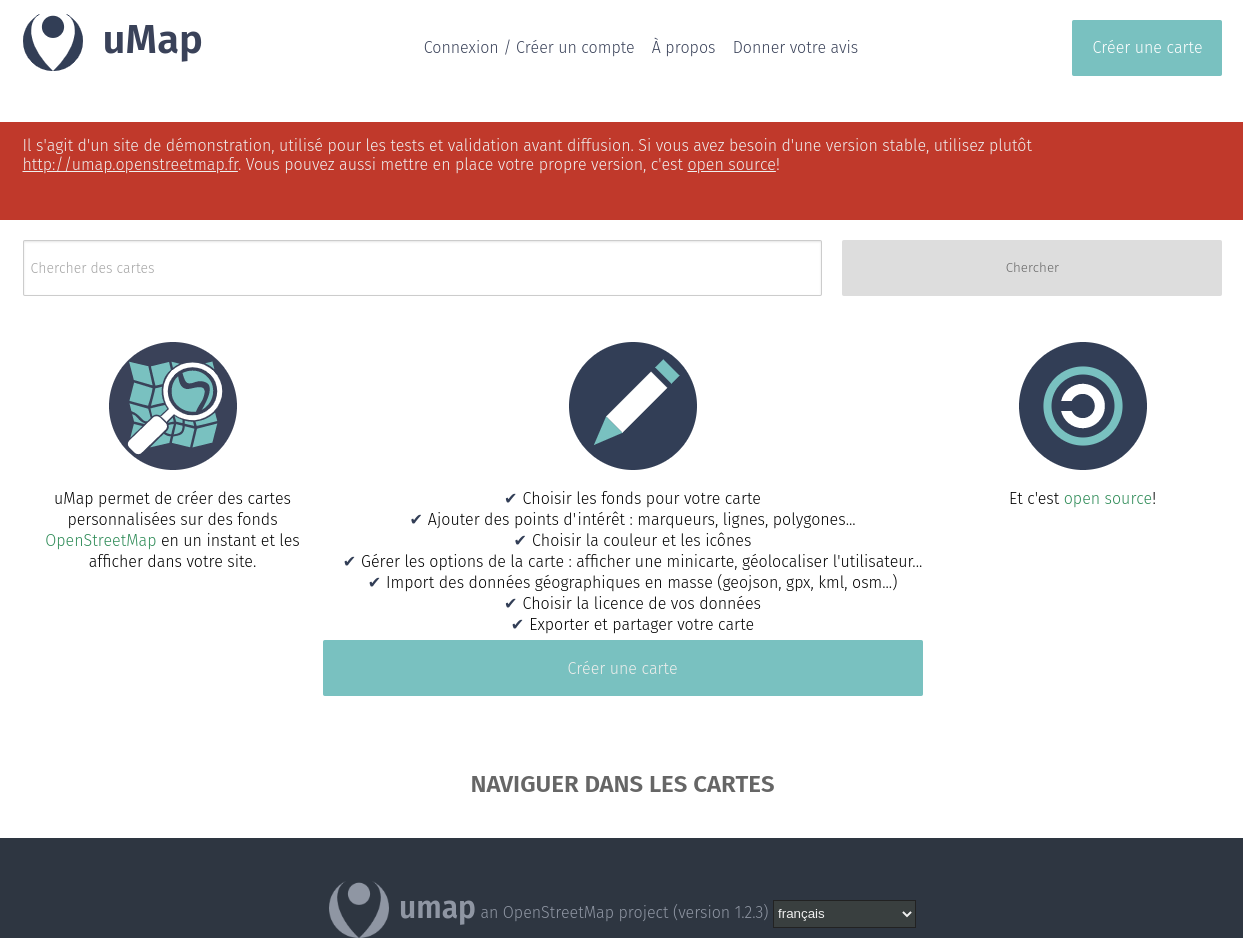 uMap
Connexion / Créer un compte
À propos
Donner votre avis
Créer une carte
Il s'agit d'un site de démonstration, utilisé pour les tests et validation avant diffusion. Si vous avez besoin d'une version stable, utilisez plutôt
http://umap.openstreetmap.fr. Vous pouvez aussi mettre en place votre propre version, c'est open source!
Chercher des cartes
Chercher
uMap permet de créer des cartes
personnalisées sur des fonds
OpenStreetMap en un instant et les
afficher dans votre site.
✔ Choisir les fonds pour votre carte
✔ Ajouter des points d'intérêt : marqueurs, lignes, polygones...
✔ Choisir la couleur et les icônes
✔ Gérer les options de la carte : afficher une minicarte, géolocaliser l'utilisateur...
✔ Import des données géographiques en masse (geojson, gpx, kml, osm...)
✔ Choisir la licence de vos données
✔ Exporter et partager votre carte
Créer une carte
Et c'est open source!
NAVIGUER DANS LES CARTES
umap an OpenStreetMap project (version 1.2.3) français